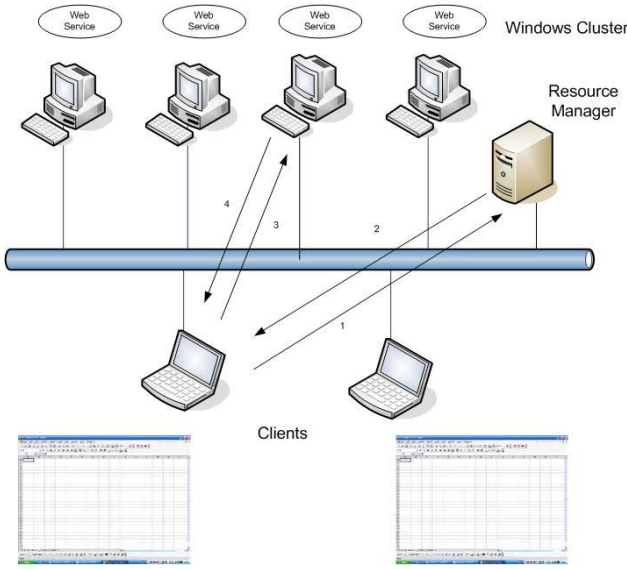 Web
Service
Web
Service
Web
Service
Web
Service
Windows Cluster
Resource
Manager
4
3
2
1
Clients